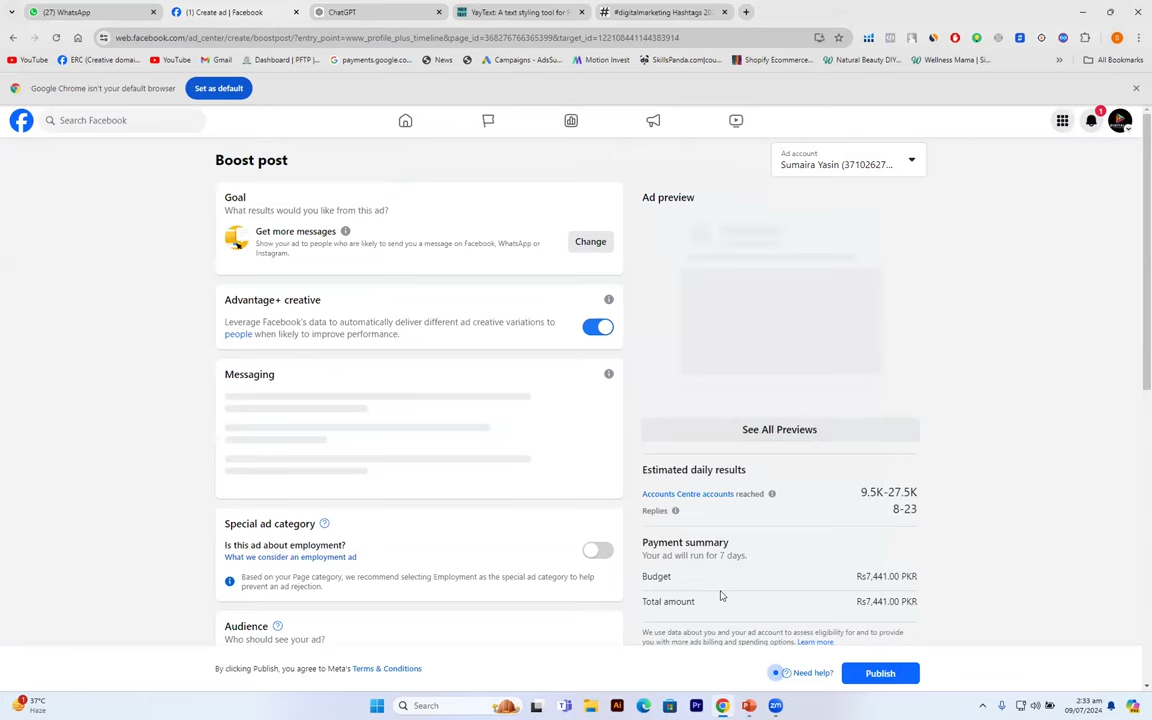 (27) WhatsApp
(1) Create ad | Facebook
ChatGPT
YayText: A text styling tool for F
#digitalmarketing Hashtags 20
web.facebook.com/ad_center/create/boostpost/?entry_point=www_profile_plus_timeline&page_id=368276766365399&target_id=122108441144383914
YouTube
ERC (Creative domai...
YouTube
Gmail
Dashboard | PFTP |...
payments.google.co...
News
Campaigns - AdsSu...
Motion Invest
SkillsPanda.com|cou...
Shopify Ecommerce...
Natural Beauty DIY...
Wellness Mama | Si...
All Bookmarks
Google Chrome isn't your default browser
Set as default
Search Facebook
1
Boost post
Ad account
Sumaira Yasin (37102627...
Goal
What results would you like from this ad?
Get more messages
Show your ad to people who are likely to send you a message on Facebook, WhatsApp or
Instagram.
Change
Advantage+ creative
Leverage Facebook's data to automatically deliver different ad creative variations to
people when likely to improve performance.
Messaging
Special ad category
Is this ad about employment?
What we consider an employment ad
Based on your Page category, we recommend selecting Employment as the special ad category to help
prevent an ad rejection.
Audience
Who should see your ad?
Ad preview
See All Previews
Estimated daily results
Accounts Centre accounts reached
9.5K-27.5K
Replies
8-23
Payment summary
Your ad will run for 7 days.
Budget
Rs7,441.00 PKR
Total amount
Rs7,441.00 PKR
We use data about you and your ad account to assess eligibility for and to provide
you with more ads billing and spending options. Learn more
By clicking Publish, you agree to Meta's Terms & Conditions
Need help?
Publish
37°C
Haze
Search
2:33 am
09/07/2024